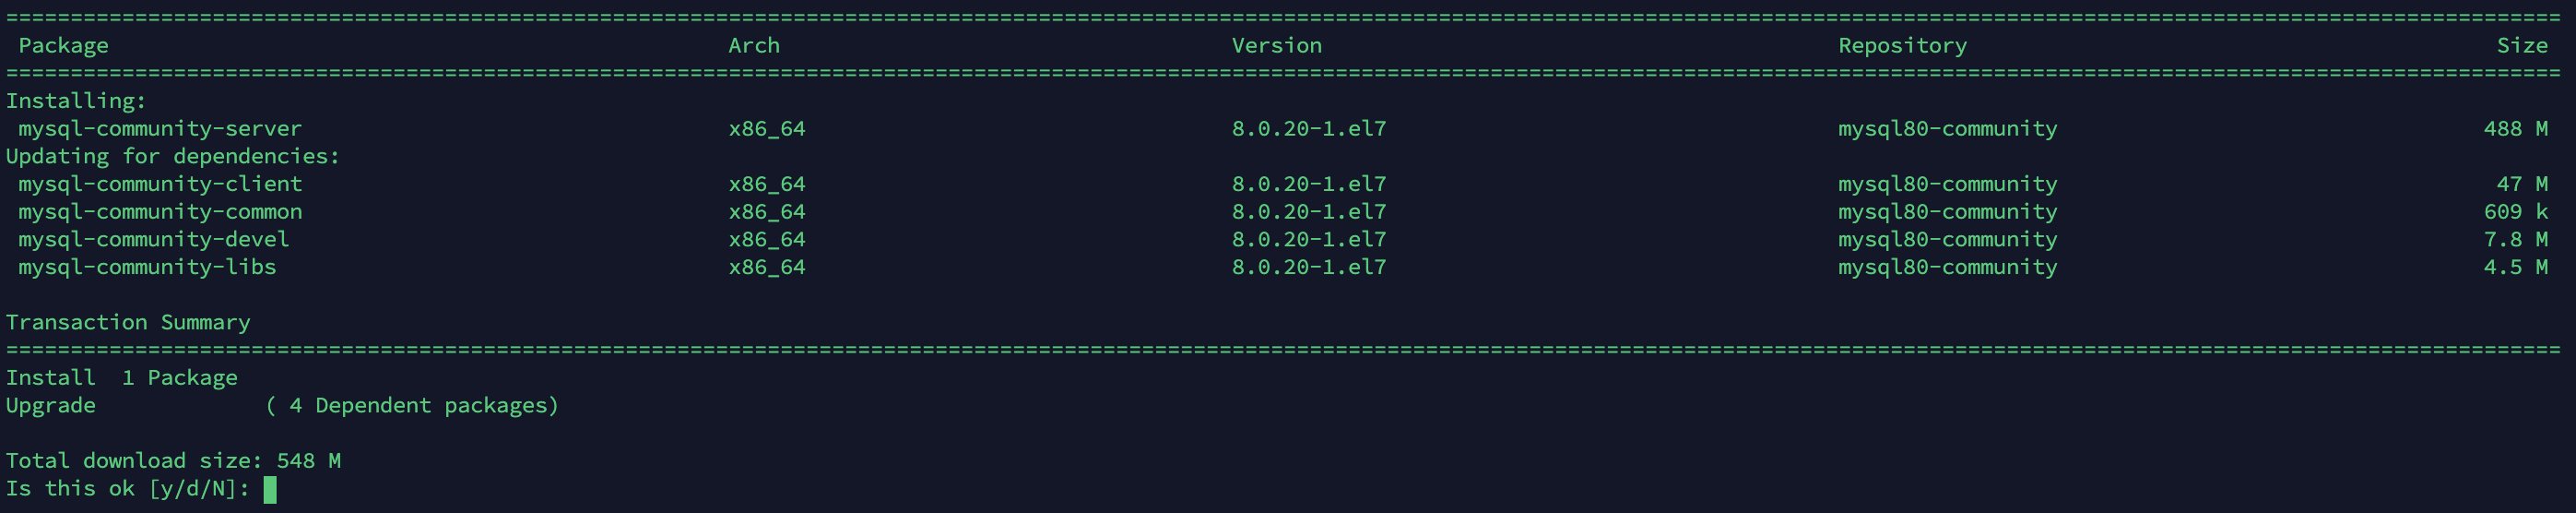 ================================================================================================================================================================================================
Package Arch Version Repository Size
================================================================================================================================================================================================
Installing:
mysql-community-server x86_64 8.0.20-1.el7 mysql80-community 488 M
Updating for dependencies:
mysql-community-client x86_64 8.0.20-1.el7 mysql80-community 47 M
mysql-community-common x86_64 8.0.20-1.el7 mysql80-community 609 k
mysql-community-devel x86_64 8.0.20-1.el7 mysql80-community 7.8 M
mysql-community-libs x86_64 8.0.20-1.el7 mysql80-community 4.5 M
Transaction Summary
================================================================================================================================================================================================
Install 1 Package
Upgrade ( 4 Dependent packages)
Total download size: 548 M
Is this ok [y/d/N]: